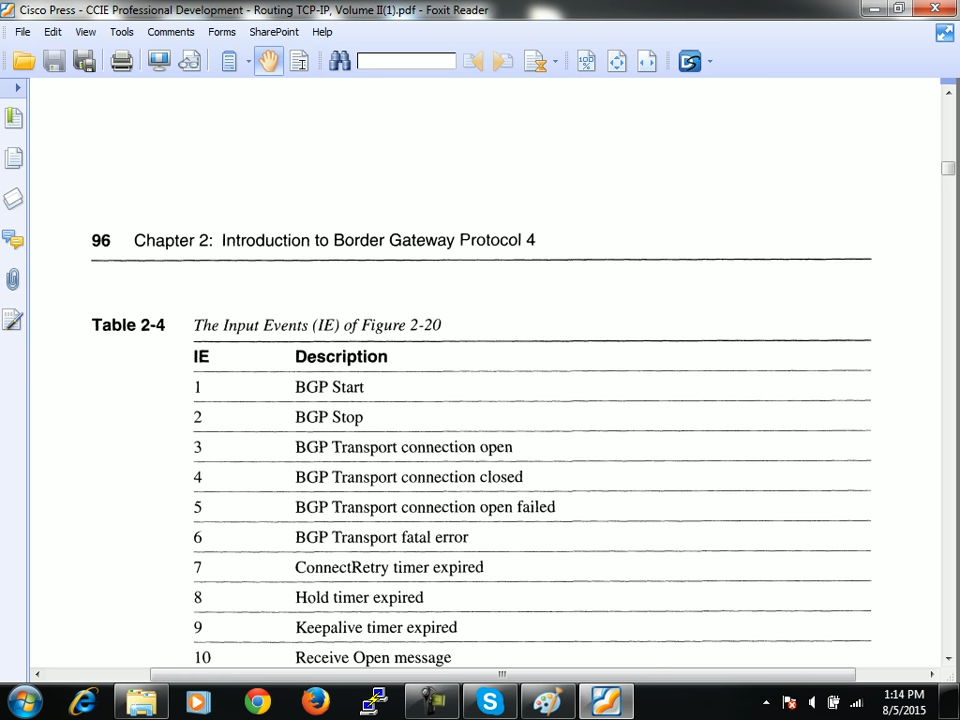 Cisco Press - CCIE Professional Development - Routing TCP-IP, Volume II(1).pdf - Foxit Reader
File Edit View Tools Comments Forms SharePoint Help
96 Chapter 2: Introduction to Border Gateway Protocol 4
Table 2-4 The Input Events (IE) of Figure 2-20
IE Description
1 BGP Start
2 BGP Stop
3 BGP Transport connection open
4 BGP Transport connection closed
5 BGP Transport connection open failed
6 BGP Transport fatal error
7 ConnectRetry timer expired
8 Hold timer expired
9 Keepalive timer expired
10 Receive Open message
1:14 PM
8/5/2015